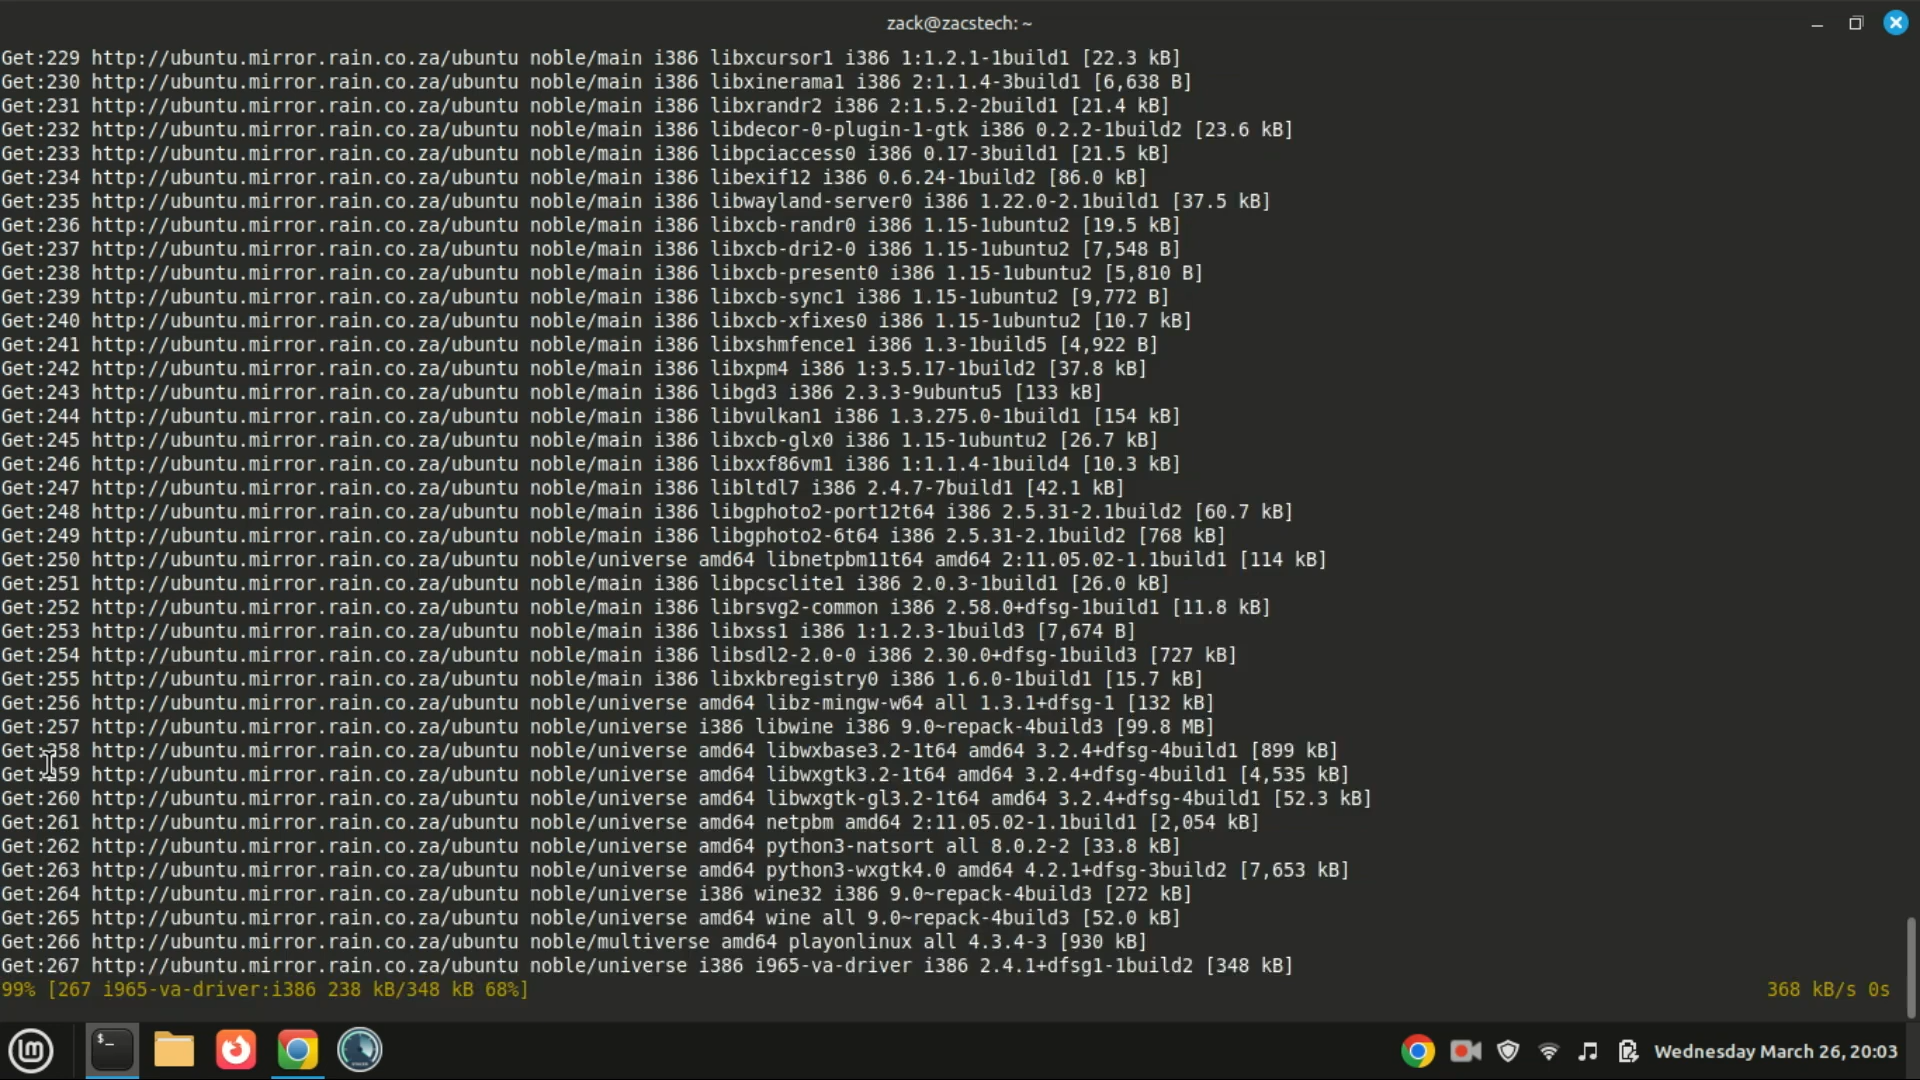 zack@zacstech: ~
Get:229 http://ubuntu.mirror.rain.co.za/ubuntu noble/main i386 libxcursor1 i386 1:1.2.1-1build1 [22.3 kB]
Get:230 http://ubuntu.mirror.rain.co.za/ubuntu noble/main i386 libxinerama1 i386 2:1.1.4-3build1 [6,638 B]
Get:231 http://ubuntu.mirror.rain.co.za/ubuntu noble/main i386 libxrandr2 i386 2:1.5.2-2build1 [21.4 kB]
Get:232 http://ubuntu.mirror.rain.co.za/ubuntu noble/main i386 libdecor-0-plugin-1-gtk i386 0.2.2-1build2 [23.6 kB]
Get:233 http://ubuntu.mirror.rain.co.za/ubuntu noble/main i386 libpciaccess0 i386 0.17-3build1 [21.5 kB]
Get:234 http://ubuntu.mirror.rain.co.za/ubuntu noble/main i386 libexif12 i386 0.6.24-1build2 [86.0 kB]
Get:235 http://ubuntu.mirror.rain.co.za/ubuntu noble/main i386 libwayland-server0 i386 1.22.0-2.1build1 [37.5 kB]
Get:236 http://ubuntu.mirror.rain.co.za/ubuntu noble/main i386 libxcb-randr0 i386 1.15-1ubuntu2 [19.5 kB]
Get:237 http://ubuntu.mirror.rain.co.za/ubuntu noble/main i386 libxcb-dri2-0 i386 1.15-1ubuntu2 [7,548 B]
Get:238 http://ubuntu.mirror.rain.co.za/ubuntu noble/main i386 libxcb-present0 i386 1.15-1ubuntu2 [5,810 B]
Get:239 http://ubuntu.mirror.rain.co.za/ubuntu noble/main i386 libxcb-sync1 i386 1.15-1ubuntu2 [9,772 B]
Get:240 http://ubuntu.mirror.rain.co.za/ubuntu noble/main i386 libxcb-xfixes0 i386 1.15-1ubuntu2 [10.7 kB]
Get:241 http://ubuntu.mirror.rain.co.za/ubuntu noble/main i386 libxshmfence1 i386 1.3-1build5 [4,922 B]
Get:242 http://ubuntu.mirror.rain.co.za/ubuntu noble/main i386 libxpm4 i386 1:3.5.17-1build2 [37.8 kB]
Get:243 http://ubuntu.mirror.rain.co.za/ubuntu noble/main i386 libgd3 i386 2.3.3-9ubuntu5 [133 kB]
Get:244 http://ubuntu.mirror.rain.co.za/ubuntu noble/main i386 libvulkan1 i386 1.3.275.0-1build1 [154 kB]
Get:245 http://ubuntu.mirror.rain.co.za/ubuntu noble/main i386 libxcb-glx0 i386 1.15-1ubuntu2 [26.7 kB]
Get:246 http://ubuntu.mirror.rain.co.za/ubuntu noble/main i386 libxxf86vm1 i386 1:1.1.4-1build4 [10.3 kB]
Get:247 http://ubuntu.mirror.rain.co.za/ubuntu noble/main i386 libltdl7 i386 2.4.7-7build1 [42.1 kB]
Get:248 http://ubuntu.mirror.rain.co.za/ubuntu noble/main i386 libgphoto2-port12t64 i386 2.5.31-2.1build2 [60.7 kB]
Get:249 http://ubuntu.mirror.rain.co.za/ubuntu noble/main i386 libgphoto2-6t64 i386 2.5.31-2.1build2 [768 kB]
Get:250 http://ubuntu.mirror.rain.co.za/ubuntu noble/universe amd64 libnetpbm11t64 amd64 2:11.05.02-1.1build1 [114 kB]
Get:251 http://ubuntu.mirror.rain.co.za/ubuntu noble/main i386 libpcsclite1 i386 2.0.3-1build1 [26.0 kB]
Get:252 http://ubuntu.mirror.rain.co.za/ubuntu noble/main i386 librsvg2-common i386 2.58.0+dfsg-1build1 [11.8 kB]
Get:253 http://ubuntu.mirror.rain.co.za/ubuntu noble/main i386 libxss1 i386 1:1.2.3-1build3 [7,674 B]
Get:254 http://ubuntu.mirror.rain.co.za/ubuntu noble/main i386 libsdl2-2.0-0 i386 2.30.0+dfsg-1build3 [727 kB]
Get:255 http://ubuntu.mirror.rain.co.za/ubuntu noble/main i386 libxkbregistry0 i386 1.6.0-1build1 [15.7 kB]
Get:256 http://ubuntu.mirror.rain.co.za/ubuntu noble/universe amd64 libz-mingw-w64 all 1.3.1+dfsg-1 [132 kB]
Get:257 http://ubuntu.mirror.rain.co.za/ubuntu noble/universe i386 libwine i386 9.0~repack-4build3 [99.8 MB]
Get:258 http://ubuntu.mirror.rain.co.za/ubuntu noble/universe amd64 libwxbase3.2-1t64 amd64 3.2.4+dfsg-4build1 [899 kB]
Get:259 http://ubuntu.mirror.rain.co.za/ubuntu noble/universe amd64 libwxgtk3.2-1t64 amd64 3.2.4+dfsg-4build1 [4,535 kB]
Get:260 http://ubuntu.mirror.rain.co.za/ubuntu noble/universe amd64 libwxgtk-gl3.2-1t64 amd64 3.2.4+dfsg-4build1 [52.3 kB]
Get:261 http://ubuntu.mirror.rain.co.za/ubuntu noble/universe amd64 netpbm amd64 2:11.05.02-1.1build1 [2,054 kB]
Get:262 http://ubuntu.mirror.rain.co.za/ubuntu noble/universe amd64 python3-natsort all 8.0.2-2 [33.8 kB]
Get:263 http://ubuntu.mirror.rain.co.za/ubuntu noble/universe amd64 python3-wxgtk4.0 amd64 4.2.1+dfsg-3build2 [7,653 kB]
Get:264 http://ubuntu.mirror.rain.co.za/ubuntu noble/universe i386 wine32 i386 9.0~repack-4build3 [272 kB]
Get:265 http://ubuntu.mirror.rain.co.za/ubuntu noble/universe amd64 wine all 9.0~repack-4build3 [52.0 kB]
Get:266 http://ubuntu.mirror.rain.co.za/ubuntu noble/multiverse amd64 playonlinux all 4.3.4-3 [930 kB]
Get:267 http://ubuntu.mirror.rain.co.za/ubuntu noble/universe i386 i965-va-driver i386 2.4.1+dfsg1-1build2 [348 kB]
99% [267 i965-va-driver:i386 238 kB/348 kB 68%] 368 kB/s 0s
Wednesday March 26, 20:03